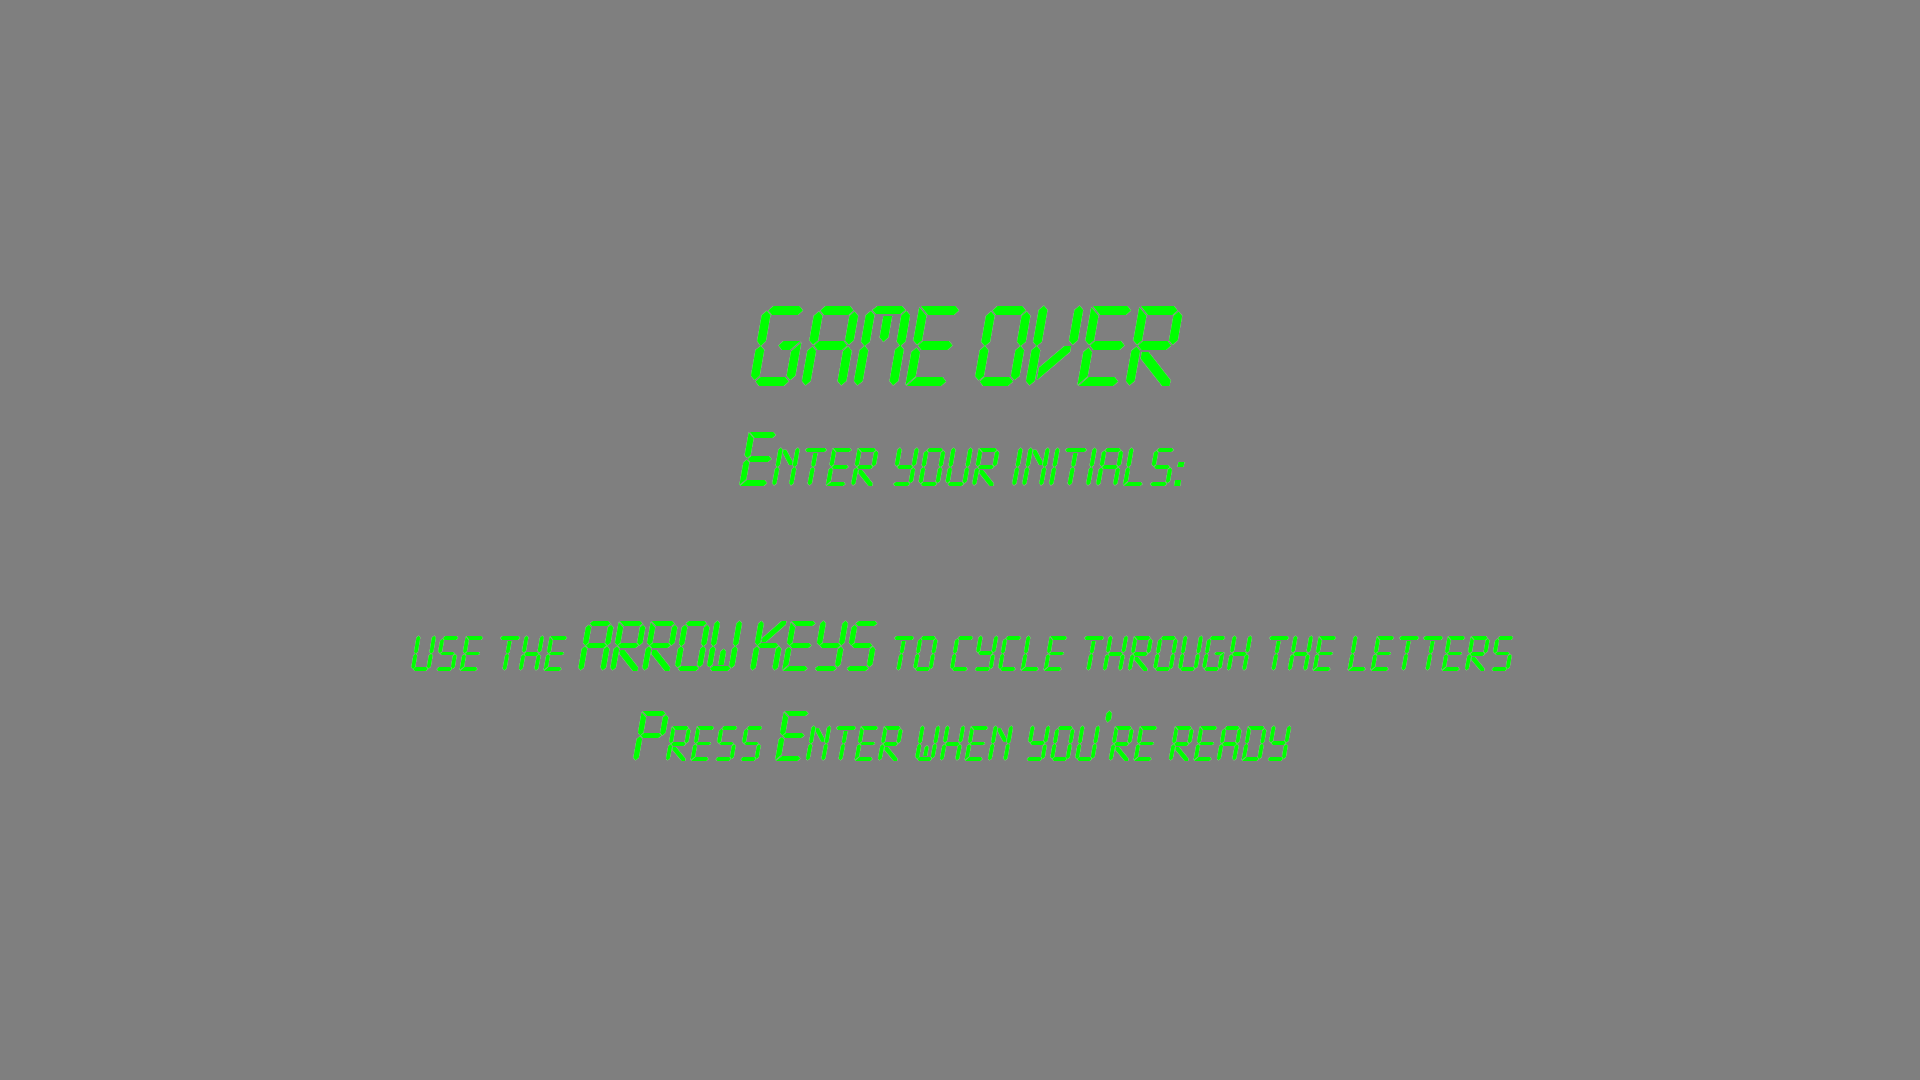 GAME OVER
Enter your initials:
use the ARROW KEYS to cycle through the letters
Press Enter when you're ready